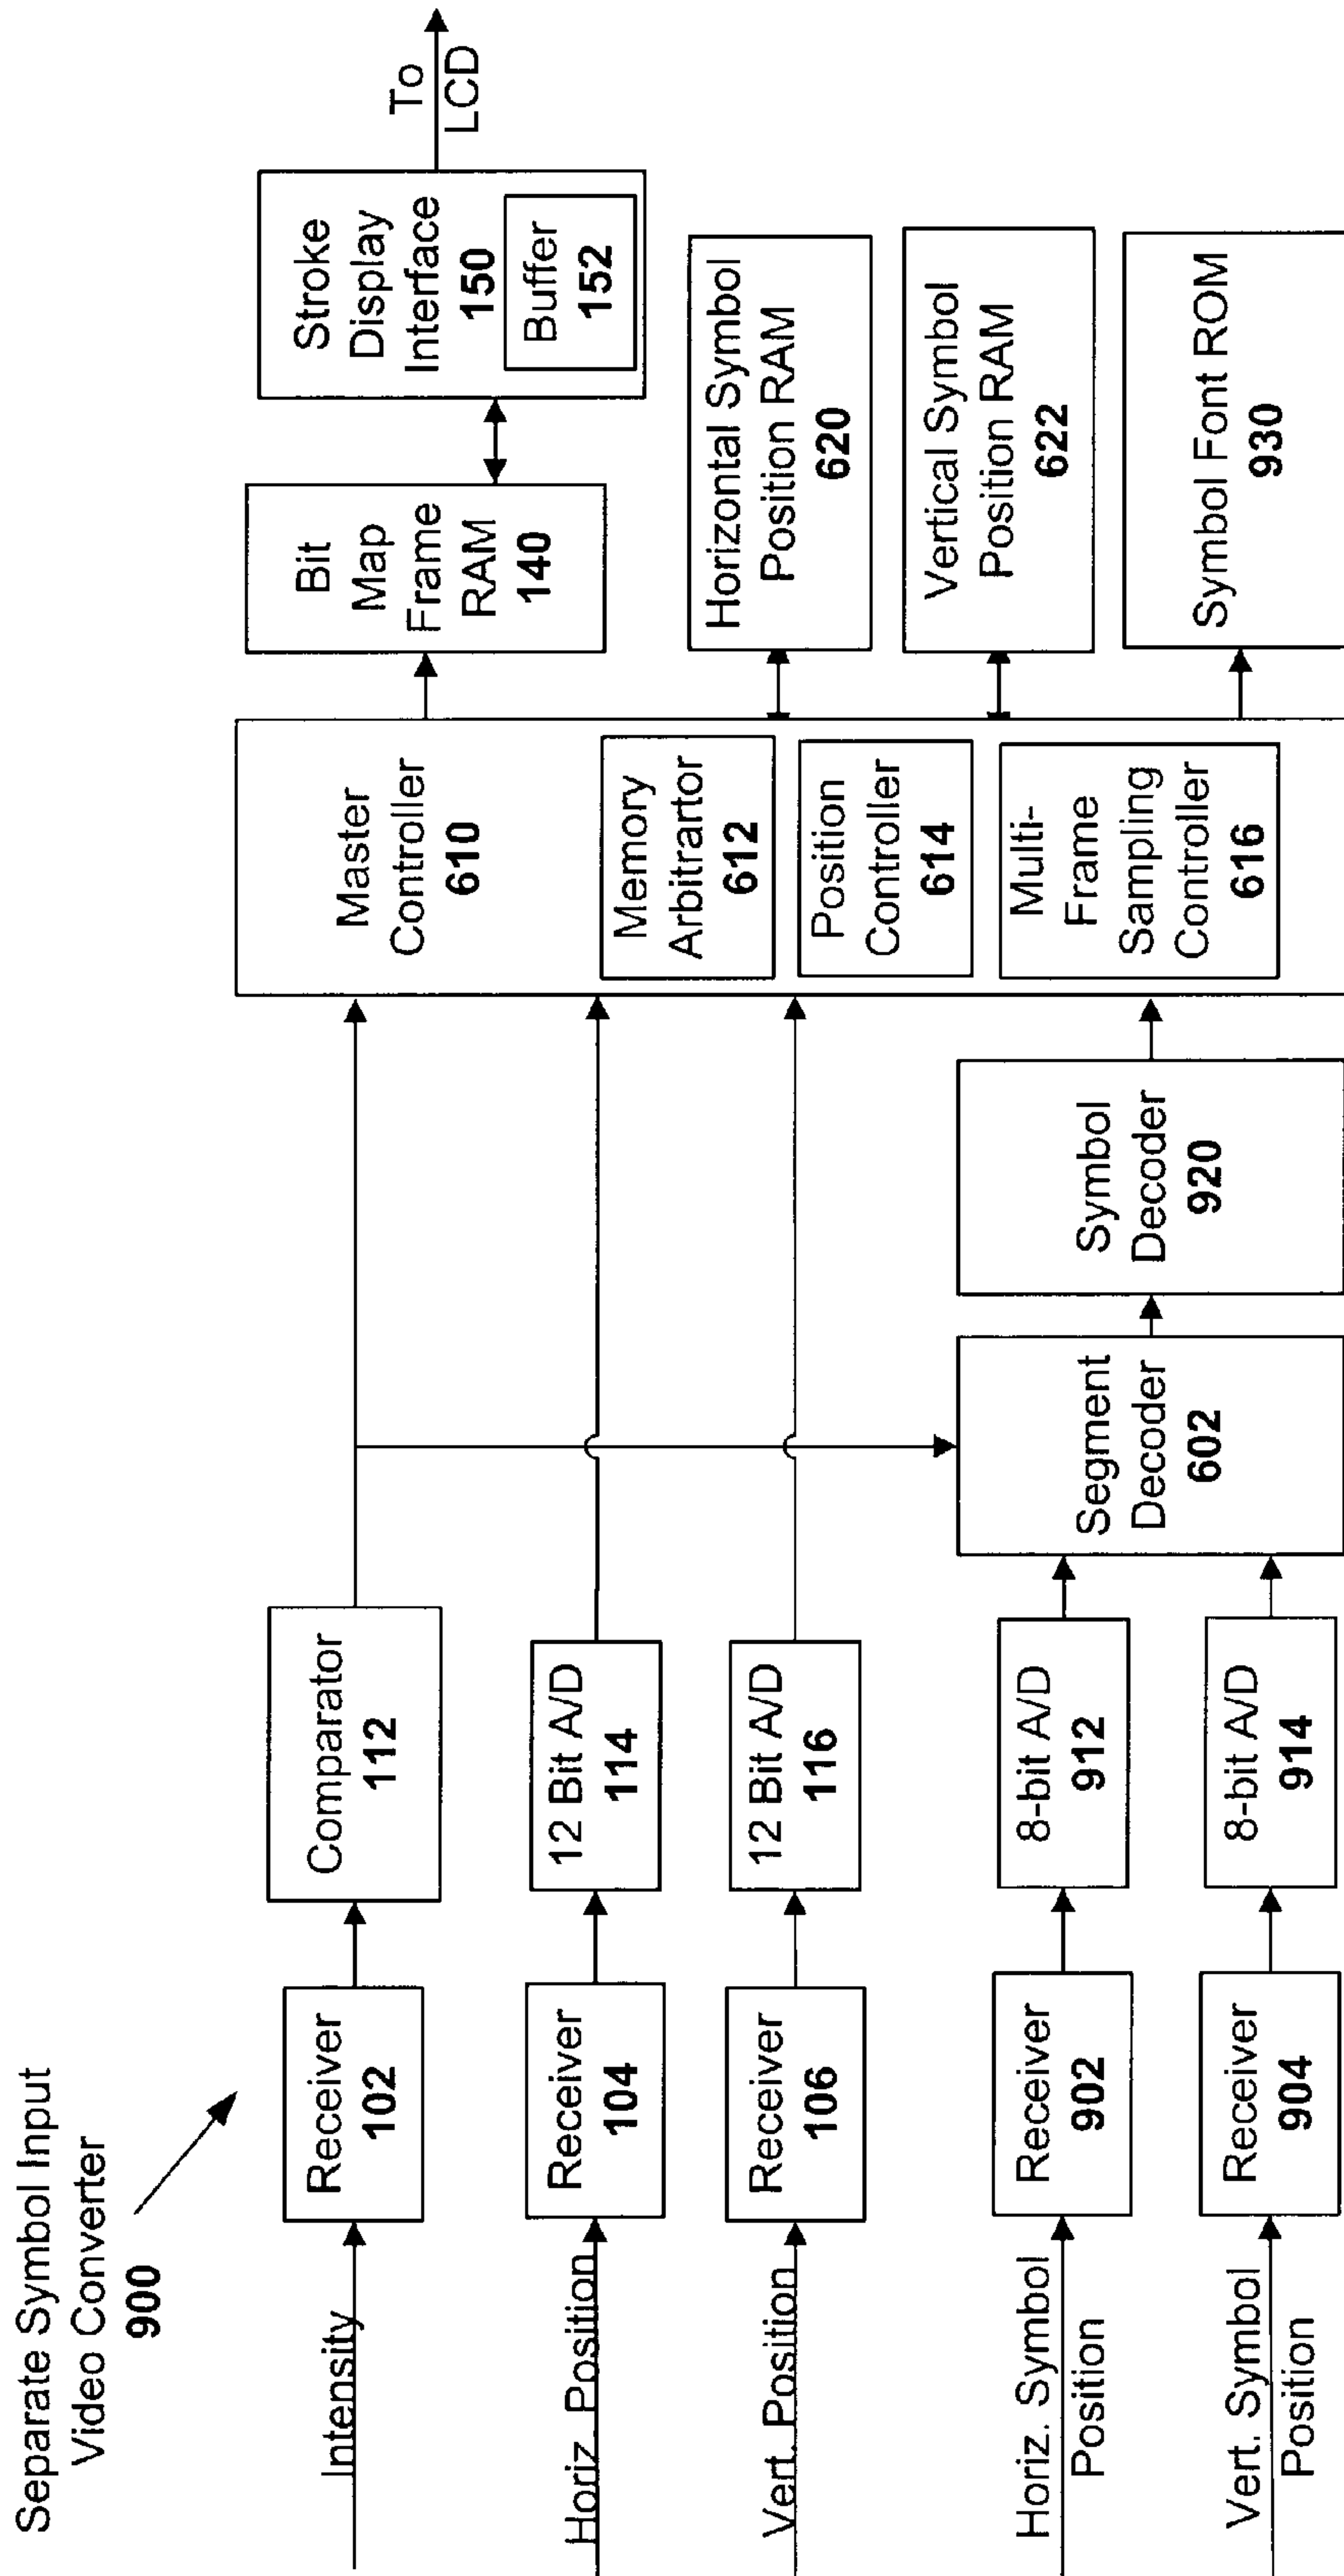 Separate Symbol Input
Video Converter
900
Intensity
Receiver
102
Comparator
112
Horiz. Position
Receiver
104
12 Bit A/D
114
Vert. Position
Receiver
106
12 Bit A/D
116
Horiz. Symbol
Position
Receiver
902
8-bit A/D
912
Vert. Symbol
Position
Receiver
904
8-bit A/D
914
Segment
Decoder
602
Symbol
Decoder
920
Master
Controller
610
Memory
Arbitrartor
612
Position
Controller
614
Multi-
Frame
Sampling
Controller
616
Bit
Map
Frame
RAM
140
Stroke
Display
Interface
150
Buffer
152
To
LCD
Horizontal Symbol
Position RAM
620
Vertical Symbol
Position RAM
622
Symbol Font ROM
930